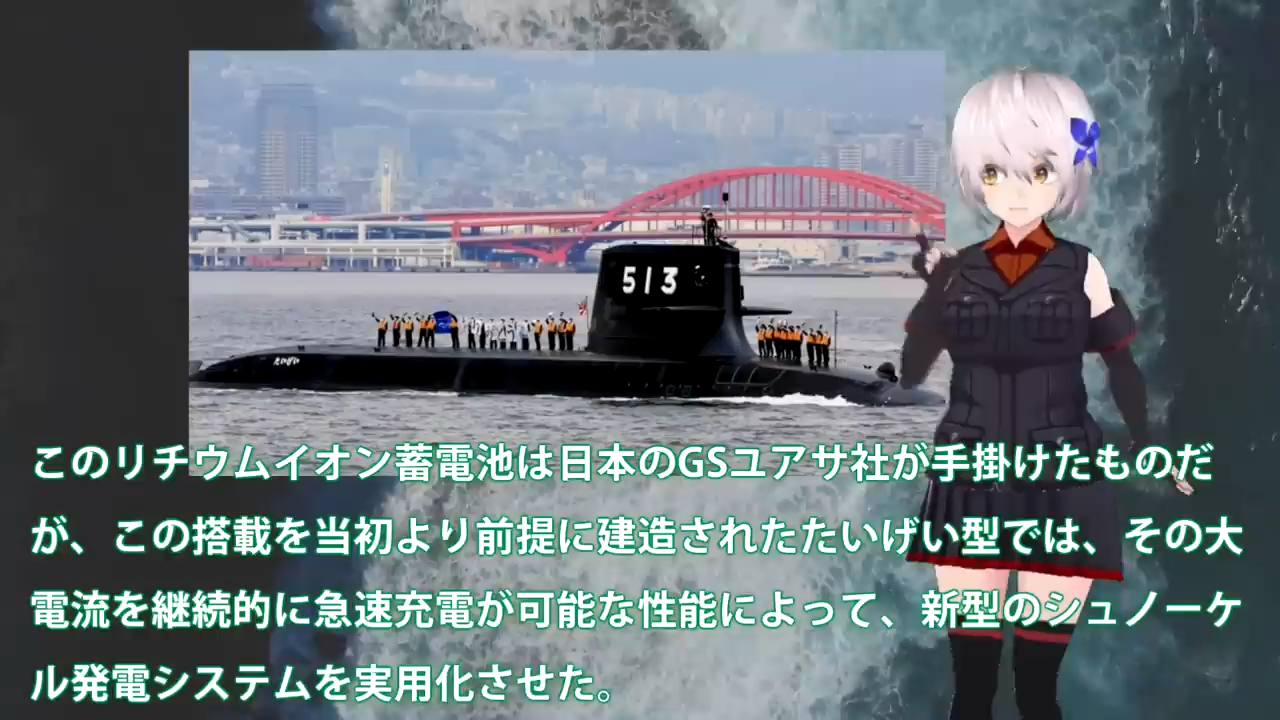 513
たいげい
このリチウムイオン蓄電池は日本のGSユアサ社が手掛けたものだ
が、この搭載を当初より前提に建造されたたいげい型では、その大
電流を継続的に急速充電が可能な性能によって、新型のシュノーケ
ル発電システムを実用化させた。